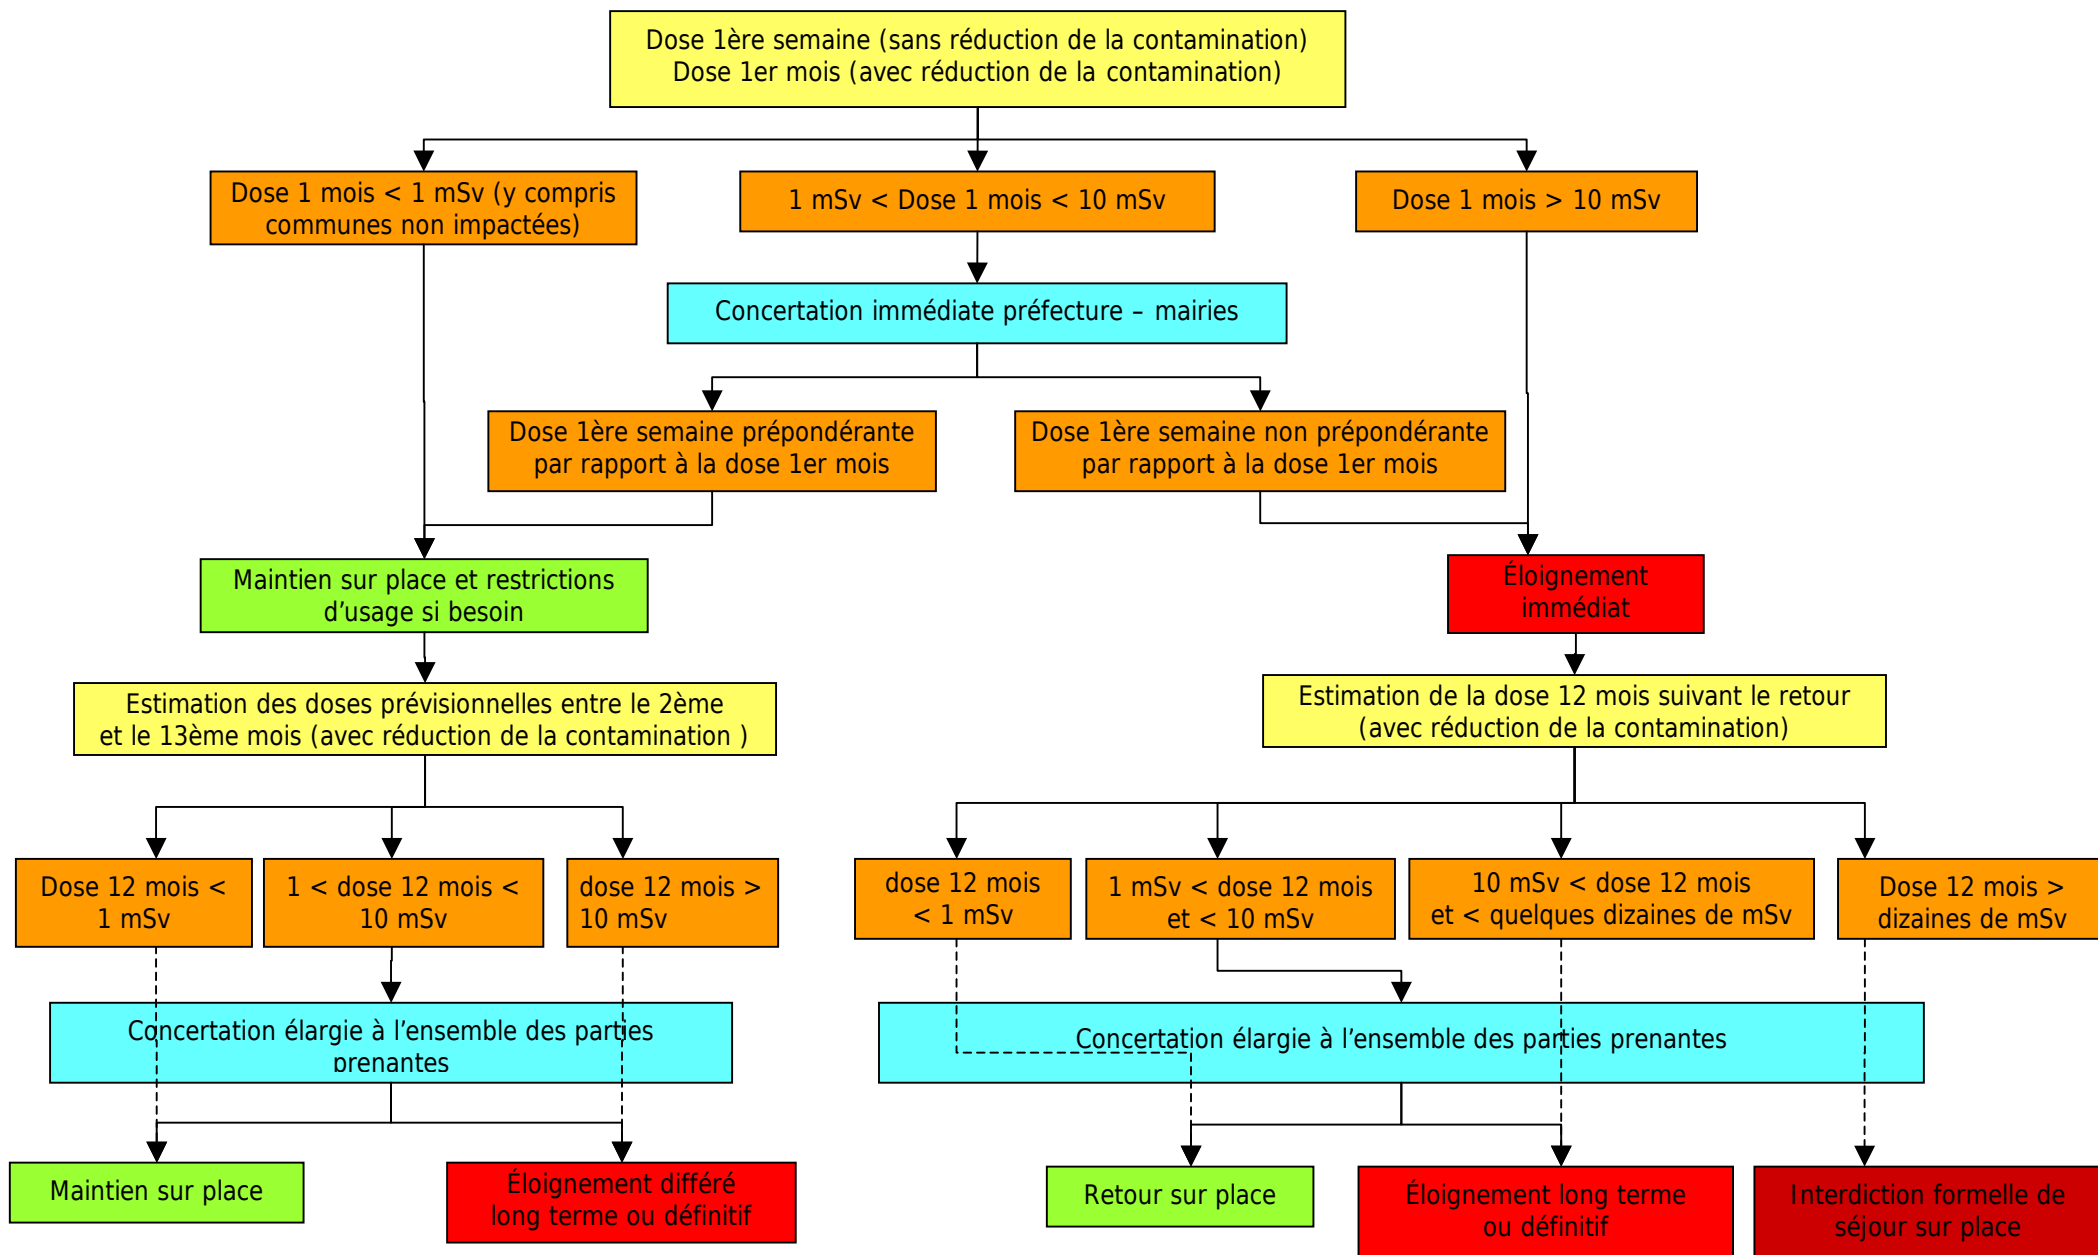 Dose 1ère semaine (sans réduction de la contamination)
Dose 1er mois (avec réduction de la contamination)
Dose 1 mois < 1 mSv (y compris
communes non impactées)
1 mSv < Dose 1 mois < 10 mSv
Dose 1 mois > 10 mSv
Concertation immédiate préfecture – mairies
Dose 1ère semaine prépondérante
par rapport à la dose 1er mois
Dose 1ère semaine non prépondérante
par rapport à la dose 1er mois
Maintien sur place et restrictions
d'usage si besoin
Éloignement
immédiat
Estimation des doses prévisionnelles entre le 2ème
et le 13ème mois (avec réduction de la contamination )
Estimation de la dose 12 mois suivant le retour
(avec réduction de la contamination)
Dose 12 mois <
1 mSv
1 < dose 12 mois <
10 mSv
dose 12 mois >
10 mSv
dose 12 mois
< 1 mSv
1 mSv < dose 12 mois
et < 10 mSv
10 mSv < dose 12 mois
et < quelques dizaines de mSv
Dose 12 mois >
dizaines de mSv
Concertation élargie à l'ensemble des parties
prenantes
Concertation élargie à l'ensemble des parties prenantes
Maintien sur place
Éloignement différé
long terme ou définitif
Retour sur place
Éloignement long terme
ou définitif
Interdiction formelle de
séjour sur place